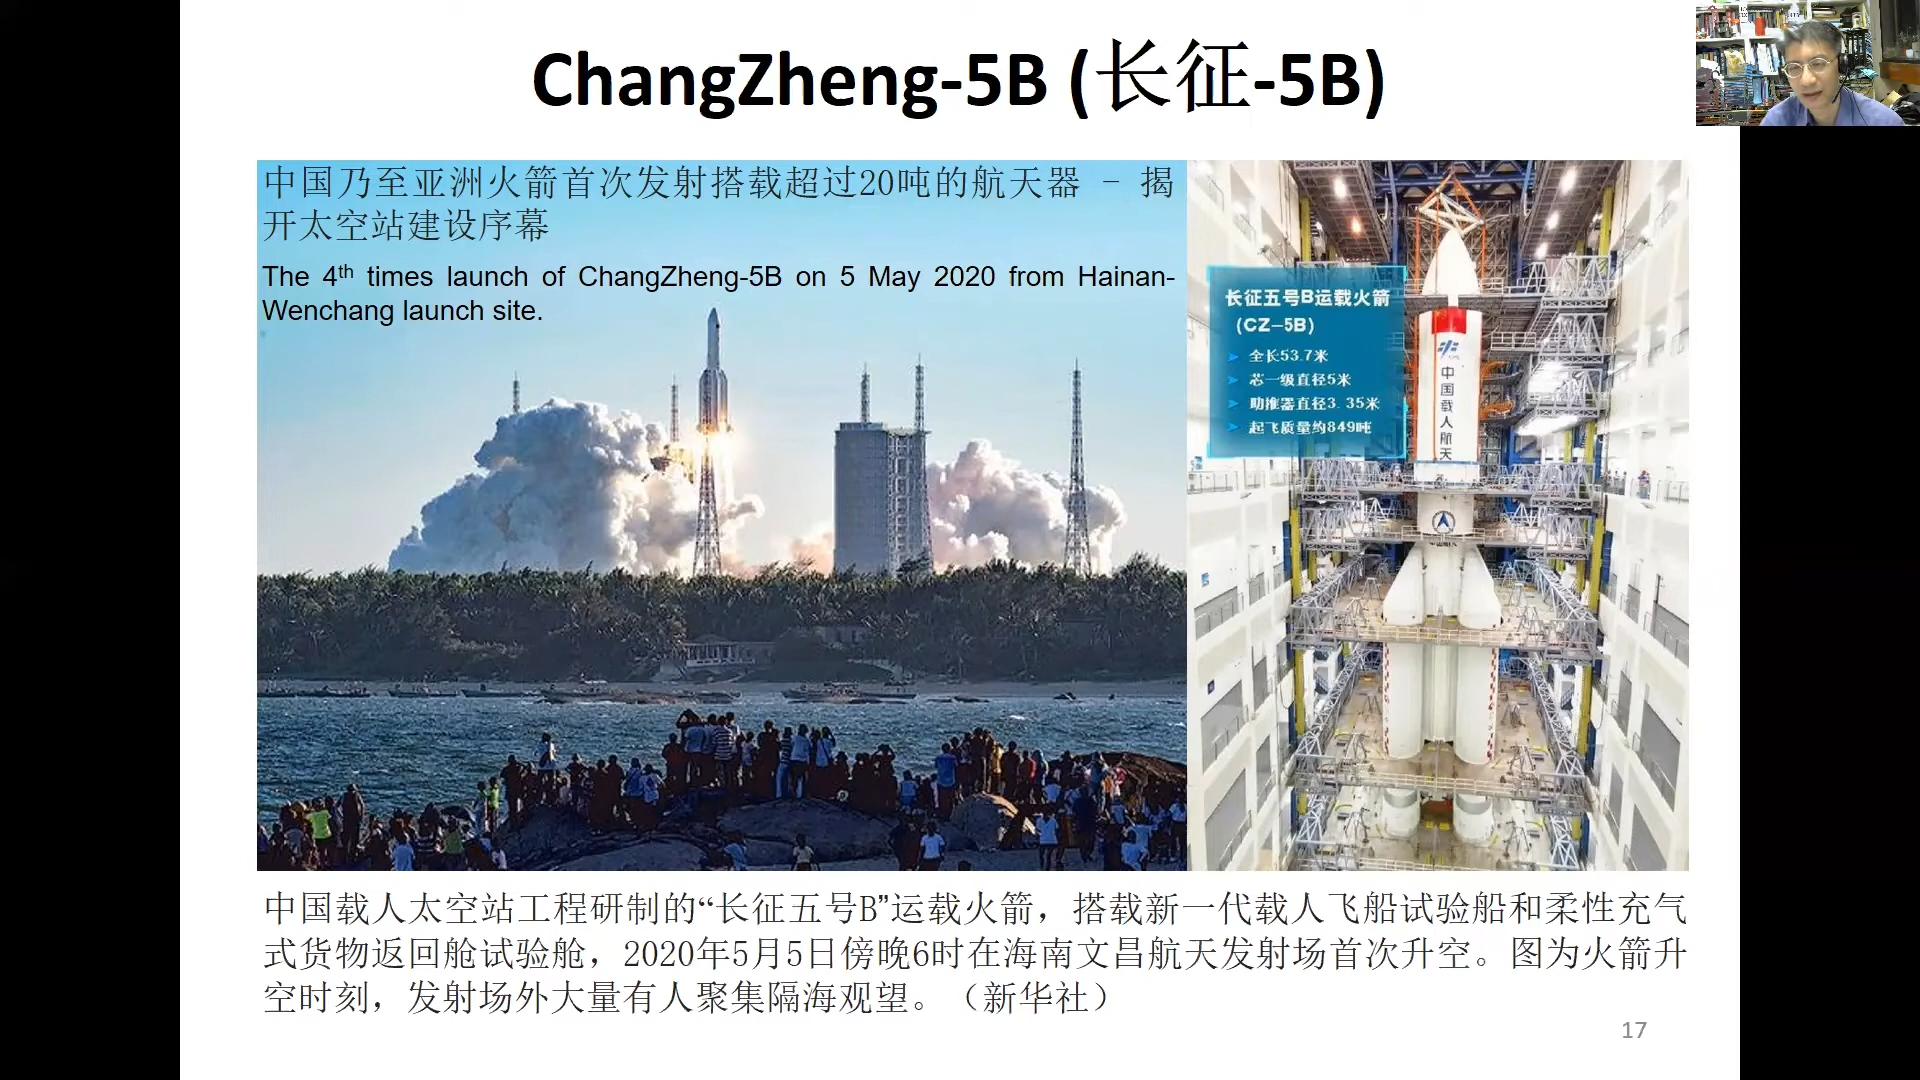 ChangZheng-5B (长征-5B)
中国乃至亚洲火箭首次发射搭载超过20吨的航天器 - 揭
开太空站建设序幕
The 4th times launch of ChangZheng-5B on 5 May 2020 from Hainan-
Wenchang launch site.
长征五号B运载火箭
(CZ-5B)
全长53.7米
芯一级直径5米
助推器直径3.35米
起飞质量约849吨
中国载人航天
中国载人太空站工程研制的“长征五号B”运载火箭，搭载新一代载人飞船试验船和柔性充气
式货物返回舱试验舱，2020年5月5日傍晚6时在海南文昌航天发射场首次升空。图为火箭升
空时刻，发射场外大量有人聚集隔海观望。（新华社）
17